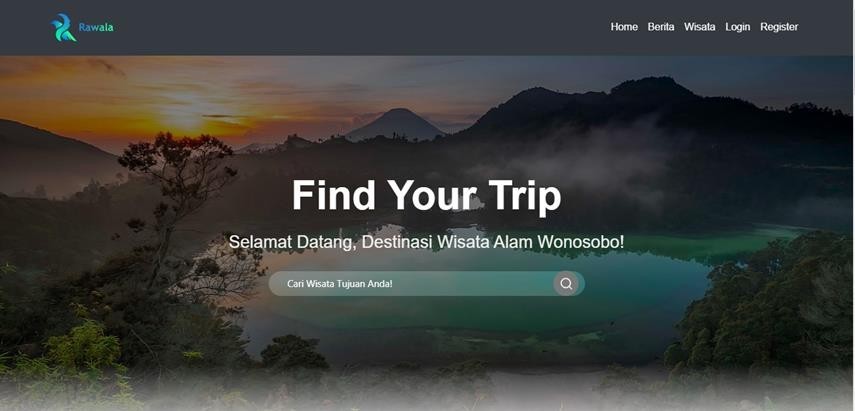 Rawala
Home Berita Wisata Login Register
Find Your Trip
Selamat Datang, Destinasi Wisata Alam Wonosobo!
Cari Wisata Tujuan Anda!